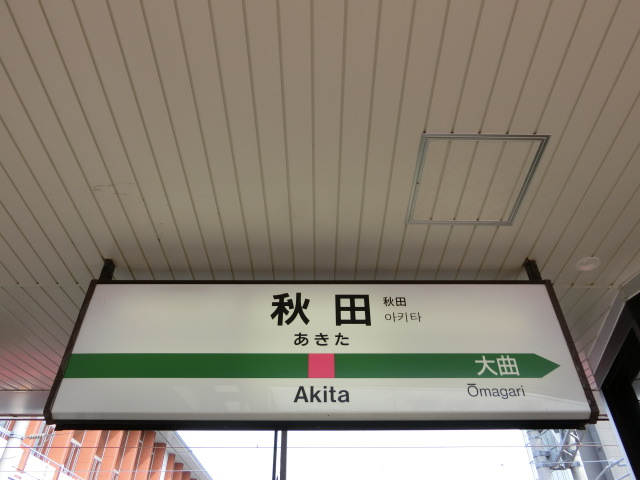 秋田
秋田
아키타
あきた
大曲
Akita
Ōmagari